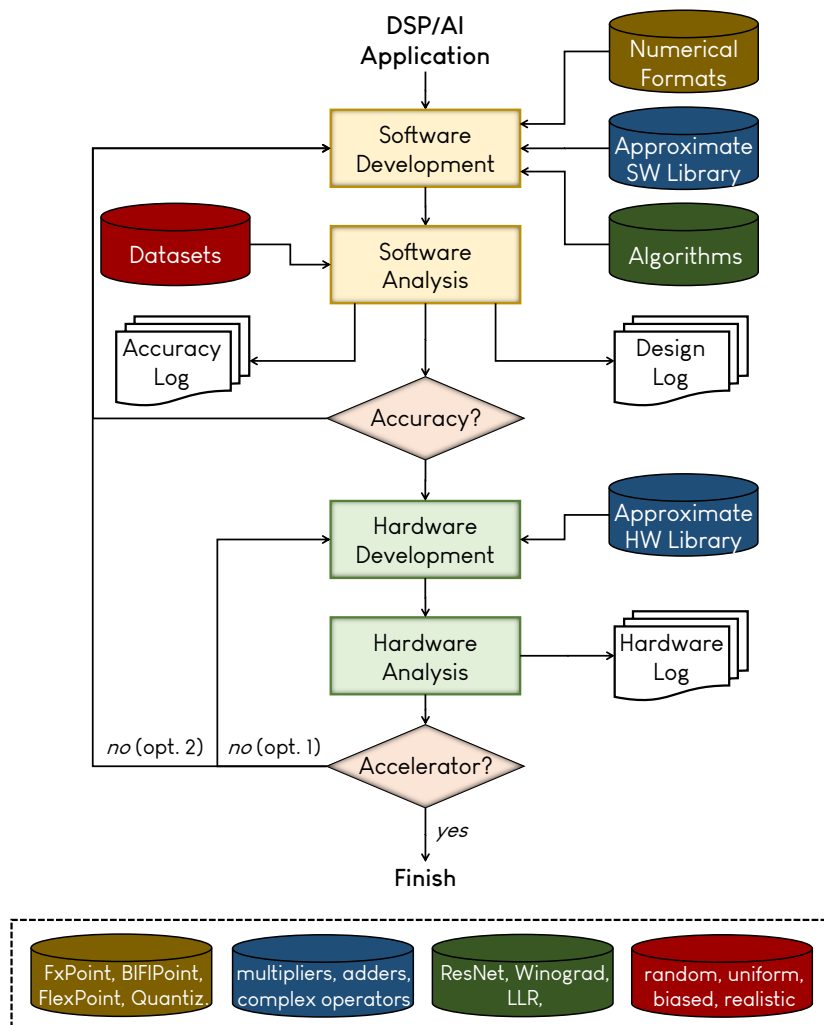 DSP/AI
Application
Numerical
Formats
Software
Development
Approximate
SW Library
Datasets
Software
Analysis
Algorithms
Accuracy
Log
Design
Log
Accuracy?
Hardware
Development
Approximate
HW Library
Hardware
Analysis
Hardware
Log
no (opt. 2)
no (opt. 1)
Accelerator?
yes
Finish
FxPoint, BlFlPoint,
FlexPoint, Quantiz.
multipliers, adders,
complex operators
ResNet, Winograd,
LLR,
random, uniform,
biased, realistic